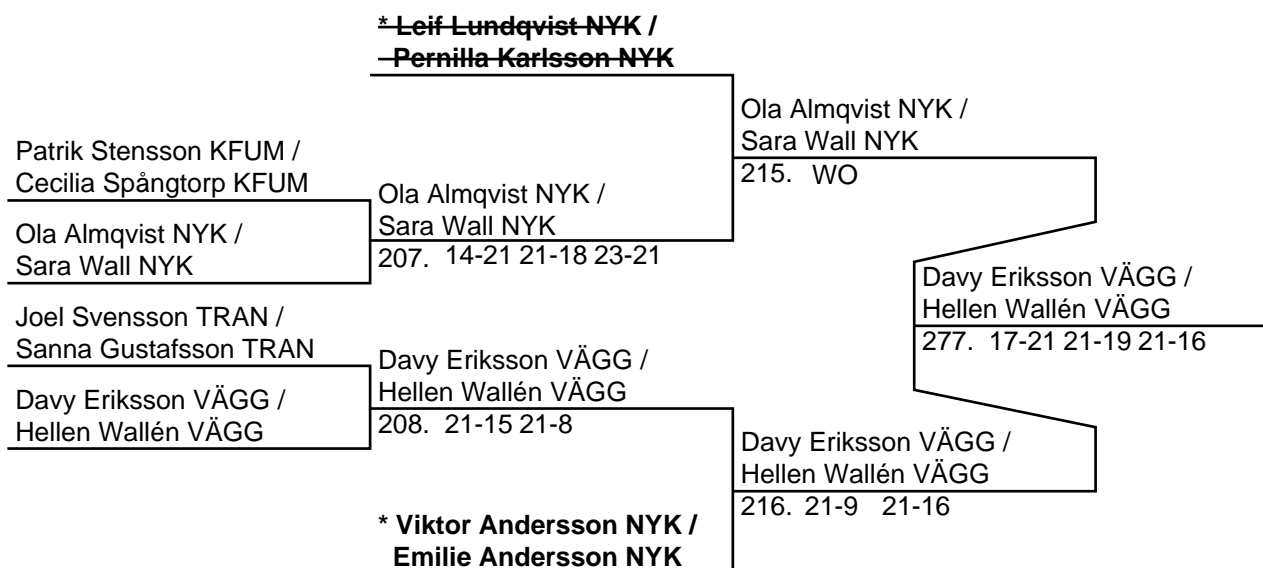 * Leif Lundqvist NYK /
Pernilla Karlsson NYK
Patrik Stensson KFUM /
Cecilia Spångtorp KFUM
Ola Almqvist NYK /
Sara Wall NYK
Joel Svensson TRAN /
Sanna Gustafsson TRAN
Davy Eriksson VÄGG /
Hellen Wallén VÄGG
Ola Almqvist NYK /
Sara Wall NYK
207. 14-21 21-18 23-21
Davy Eriksson VÄGG /
Hellen Wallén VÄGG
208. 21-15 21-8
* Viktor Andersson NYK /
Emilie Andersson NYK
Ola Almqvist NYK /
Sara Wall NYK
215. WO
Davy Eriksson VÄGG /
Hellen Wallén VÄGG
216. 21-9 21-16
Davy Eriksson VÄGG /
Hellen Wallén VÄGG
277. 17-21 21-19 21-16